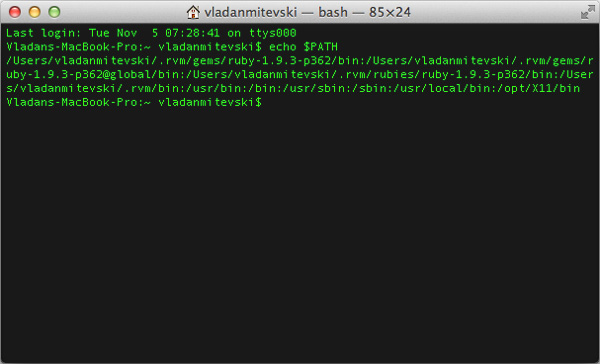 vladanmitevski — bash — 85×24
Last login: Tue Nov  5 07:28:41 on ttys000
Vladans-MacBook-Pro:~ vladanmitevski$ echo $PATH
/Users/vladanmitevski/.rvm/gems/ruby-1.9.3-p362/bin:/Users/vladanmitevski/.rvm/gems/r
uby-1.9.3-p362@global/bin:/Users/vladanmitevski/.rvm/rubies/ruby-1.9.3-p362/bin:/User
s/vladanmitevski/.rvm/bin:/usr/bin:/bin:/usr/sbin:/sbin:/usr/local/bin:/opt/X11/bin
Vladans-MacBook-Pro:~ vladanmitevski$